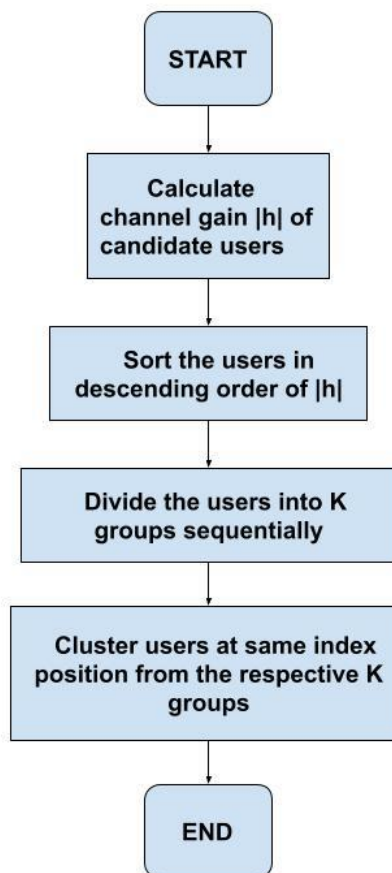 START
Calculate
channel gain |h| of
candidate users
Sort the users in
descending order of |h|
Divide the users into K
groups sequentially
Cluster users at same index
position from the respective K
groups
END